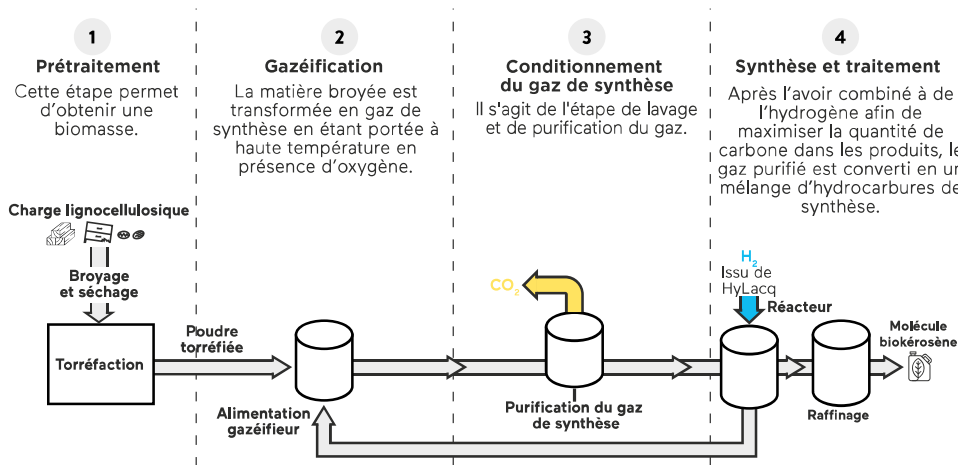 1
Prétraitement
Cette étape permet
d'obtenir une
biomasse.
Charge lignocellulosique
Broyage
et séchage
Torréfaction
Poudre
torréfiée
2
Gazéification
La matière broyée est
transformée en gaz de
synthèse en étant portée à
haute température en
présence d'oxygène.
Alimentation
gazéifieur
3
Conditionnement
du gaz de synthèse
Il s'agit de l'étape de lavage
et de purification du gaz.
CO₂
Purification du gaz
de synthèse
4
Synthèse et traitement
Après l'avoir combiné à de
l'hydrogène afin de
maximiser la quantité de
carbone dans les produits, le
gaz purifié est converti en un
mélange d'hydrocarbures de
synthèse.
H₂
Issu de
HyLacq
Réacteur
Raffinage
Molécule
biokérosène